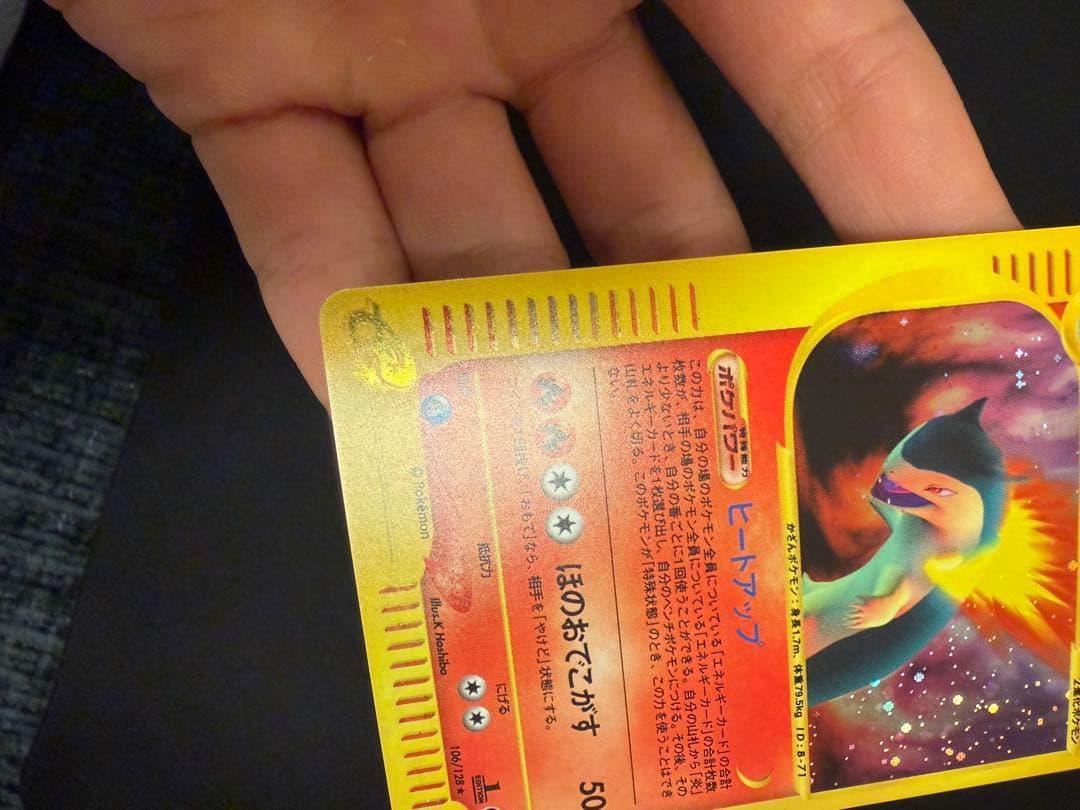 かざんポケモン：身長1.7m、体重79.5kg ID：B-71
ポケパワー
特殊能力
ヒートアップ
この力は、自分の場のポケモン全員についている「エネルギーカード」の合計
枚数が、相手の場のポケモン全員についている「エネルギーカード」の合計枚数
より少ないとき、自分の番ごとに1回使うことができる。自分の山札から「炎」
エネルギーカードを1枚選び出し、自分のベンチポケモンにつける。その後、その
山札をよく切る。このポケモンが「特殊状態」のとき、この力を使うことはでき
ない。
ほのおでこがす 50
「おもて」なら、相手を「やけど」状態にする。
抵抗力
にげる
illus.K Hoshiba
106/128★
1
EDITION
©Pokémon